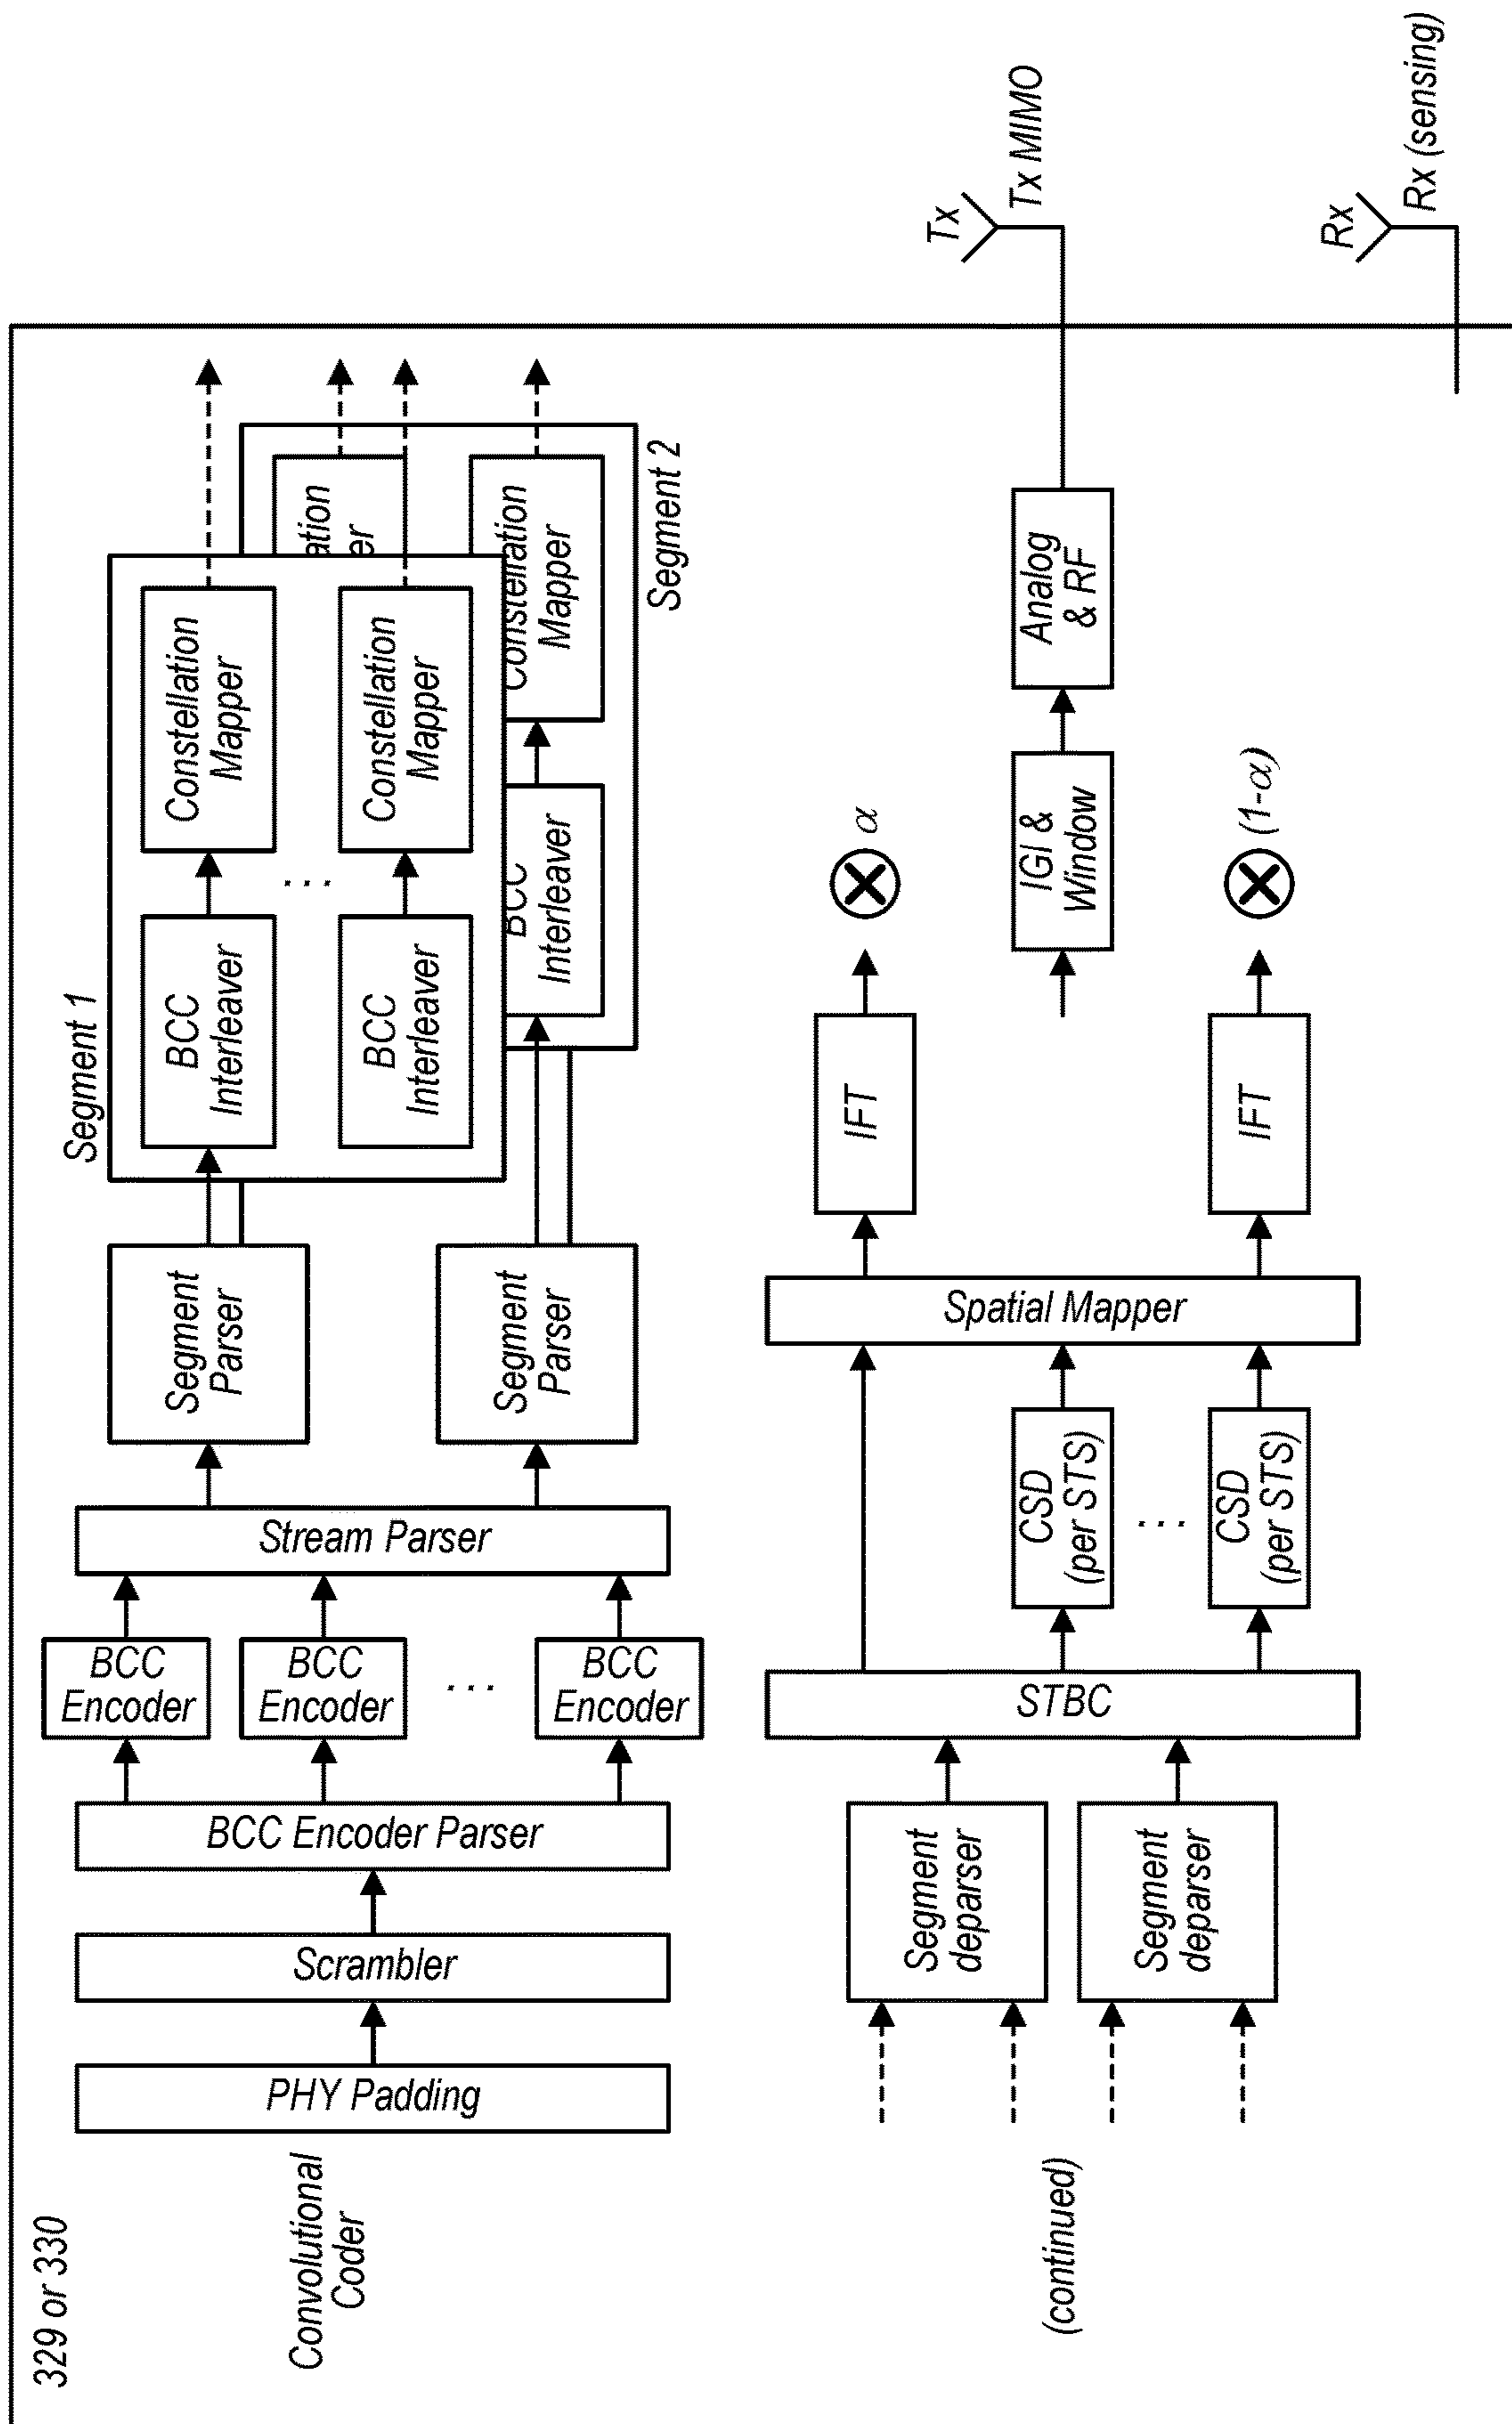 329 or 330
Convolutional
Coder
PHY Padding
Scrambler
BCC Encoder Parser
BCC
Encoder
BCC
Encoder
...
BCC
Encoder
Stream Parser
Segment
Parser
Segment
Parser
Segment 1
BCC
Interleaver
Constellation
Mapper
...
BCC
Interleaver
Constellation
Mapper
ation
er
BCC
Interleaver
Constellation
Mapper
Segment 2
(continued)
Segment
deparser
Segment
deparser
STBC
CSD
(per STS)
...
CSD
(per STS)
Spatial Mapper
IFT
α
IFT
(1-α)
IGI &
Window
Analog
& RF
Tx
Tx MIMO
Rx
Rx (sensing)